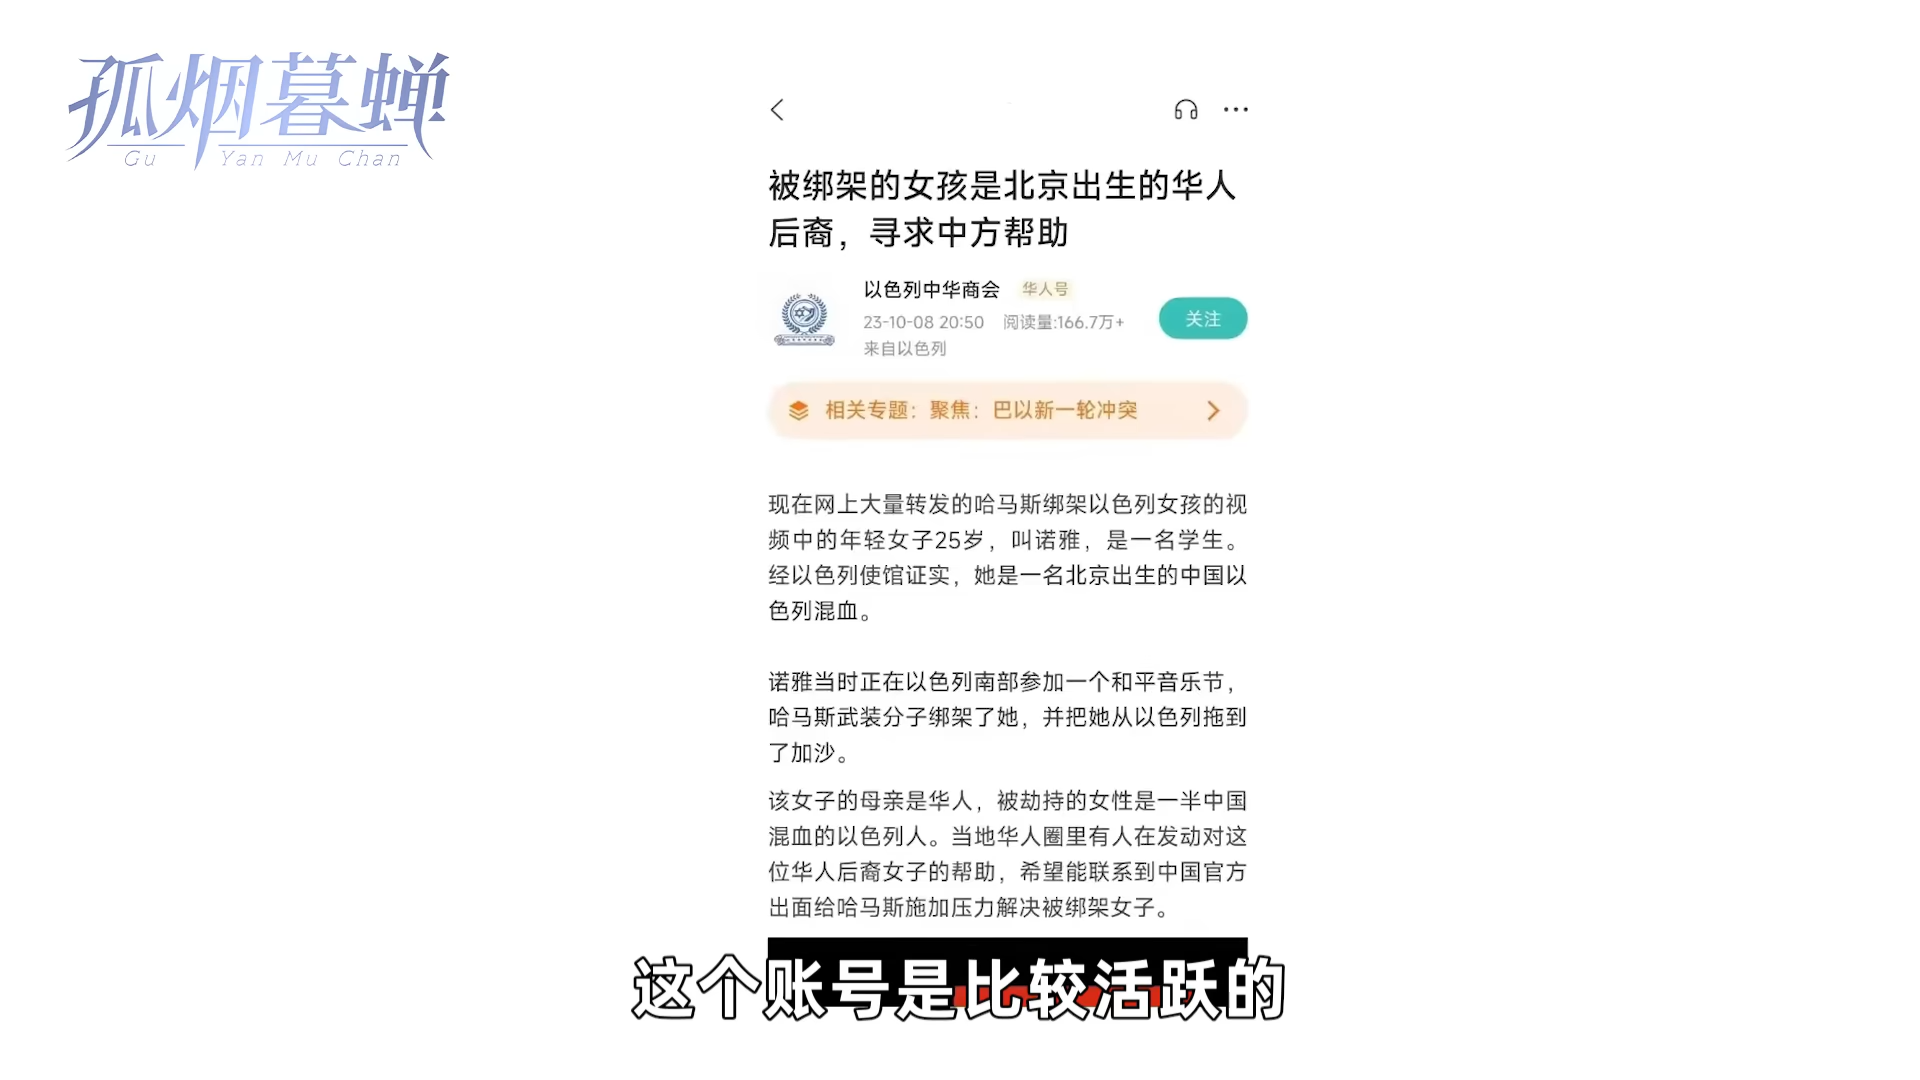 孤烟暮蝉
Gu Yan Mu Chan
被绑架的女孩是北京出生的华人
后裔，寻求中方帮助
以色列中华商会 华人号
23-10-08 20:50 阅读量:166.7万+
来自以色列
关注
相关专题：聚焦：巴以新一轮冲突
现在网上大量转发的哈马斯绑架以色列女孩的视
频中的年轻女子25岁，叫诺雅，是一名学生。
经以色列使馆证实，她是一名北京出生的中国以
色列混血。
诺雅当时正在以色列南部参加一个和平音乐节，
哈马斯武装分子绑架了她，并把她从以色列拖到
了加沙。
该女子的母亲是华人，被劫持的女性是一半中国
混血的以色列人。当地华人圈里有人在发动对这
位华人后裔女子的帮助，希望能联系到中国官方
出面给哈马斯施加压力解决被绑架女子。
这个账号是比较活跃的